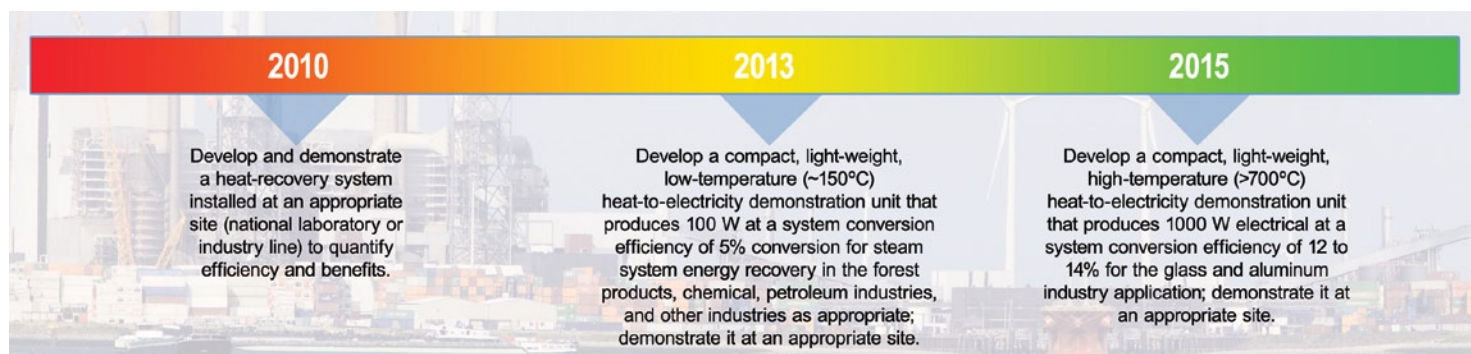 2010
2013
2015
Develop and demonstrate
a heat-recovery system
installed at an appropriate
site (national laboratory or
industry line) to quantify
efficiency and benefits.
Develop a compact, light-weight,
low-temperature (~150ºC)
heat-to-electricity demonstration unit that
produces 100 W at a system conversion
efficiency of 5% conversion for steam
system energy recovery in the forest
products, chemical, petroleum industries,
and other industries as appropriate;
demonstrate it at an appropriate site.
Develop a compact, light-weight,
high-temperature (>700ºC)
heat-to-electricity demonstration unit
that produces 1000 W electrical at a
system conversion efficiency of 12 to
14% for the glass and aluminum
industry application; demonstrate it at
an appropriate site.